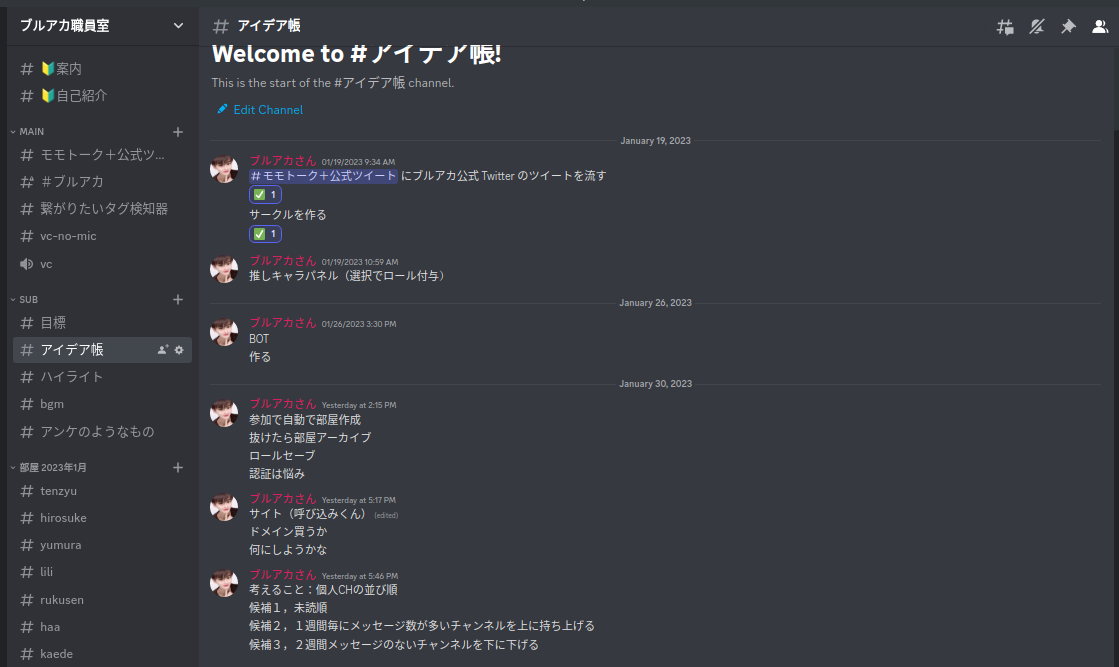 ブルアカ職員室
🔰案内
🔰自己紹介
MAIN
モモトーク＋公式ツ...
＃ブルアカ
繋がりたいタグ検知器
vc-no-mic
vc
SUB
目標
アイデア帳
ハイライト
bgm
アンケのようなもの
部屋 2023年1月
tenzyu
hirosuke
yumura
lili
rukusen
haa
kaede
# アイデア帳
Welcome to #アイデア帳!
This is the start of the #アイデア帳 channel.
Edit Channel
January 19, 2023
ブルアカさん 01/19/2023 9:34 AM
#モモトーク＋公式ツイート にブルアカ公式 Twitter のツイートを流す
✅ 1
サークルを作る
✅ 1
ブルアカさん 01/19/2023 10:59 AM
推しキャラパネル（選択でロール付与）
January 26, 2023
ブルアカさん 01/26/2023 3:30 PM
BOT
作る
January 30, 2023
ブルアカさん Yesterday at 2:15 PM
参加で自動で部屋作成
抜けたら部屋アーカイブ
ロールセーブ
認証は悩み
ブルアカさん Yesterday at 5:17 PM
サイト（呼び込みくん） (edited)
ドメイン買うか
何にしようかな
ブルアカさん Yesterday at 5:46 PM
考えること：個人CHの並び順
候補１，未読順
候補２，１週間毎にメッセージ数が多いチャンネルを上に持ち上げる
候補３，２週間メッセージのないチャンネルを下に下げる